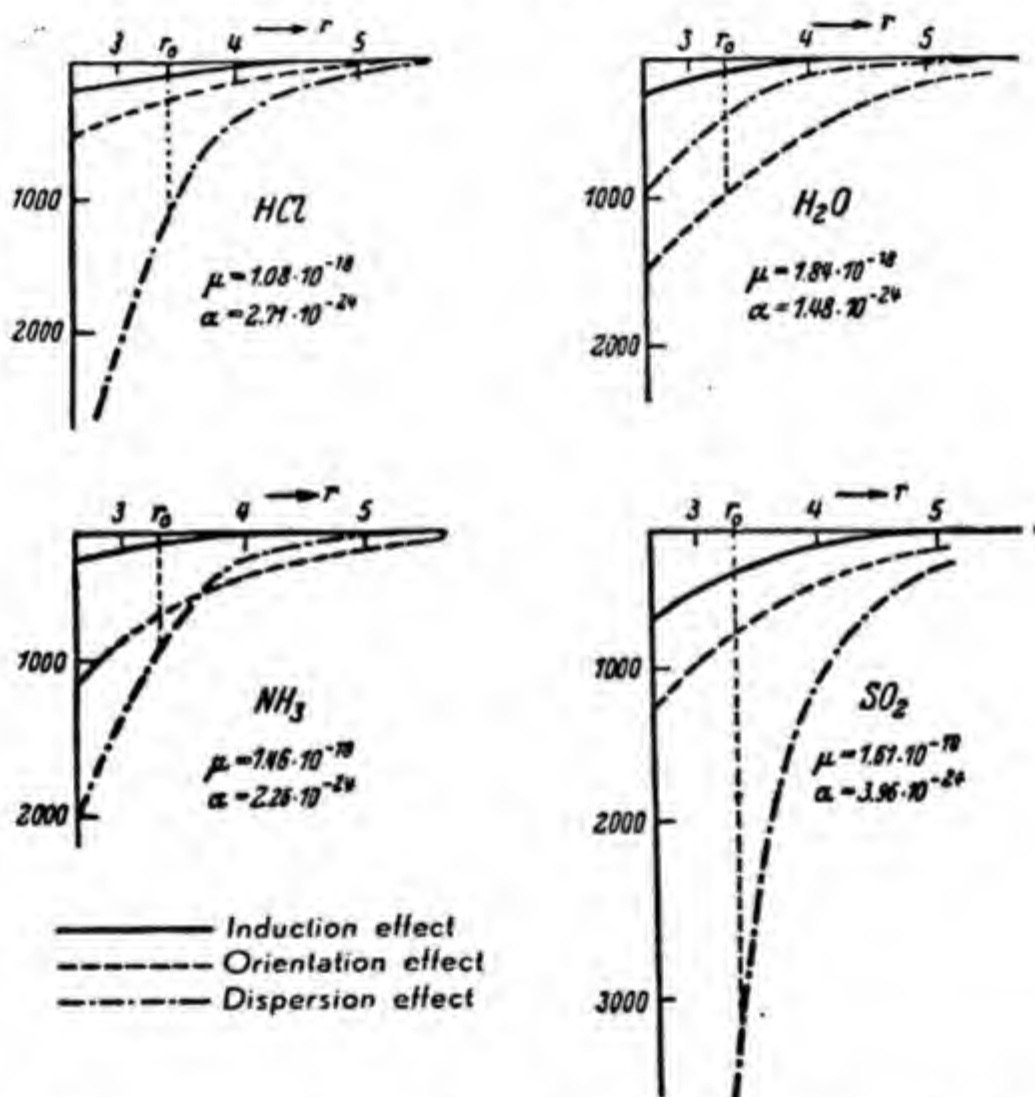 3 r₀ 4 → r 5
1000
2000
HCl
μ=1.08·10⁻¹⁸
α=2.71·10⁻²⁴
3 r₀ → r 4 5
1000
2000
H₂O
μ=1.84·10⁻¹⁸
α=1.48·10⁻²⁴
3 r₀ 4 → r 5
1000
2000
NH₃
μ=1.46·10⁻¹⁸
α=2.26·10⁻²⁴
3 r₀ 4 → r 5
1000
2000
3000
SO₂
μ=1.61·10⁻¹⁸
α=3.96·10⁻²⁴
Induction effect
Orientation effect
Dispersion effect